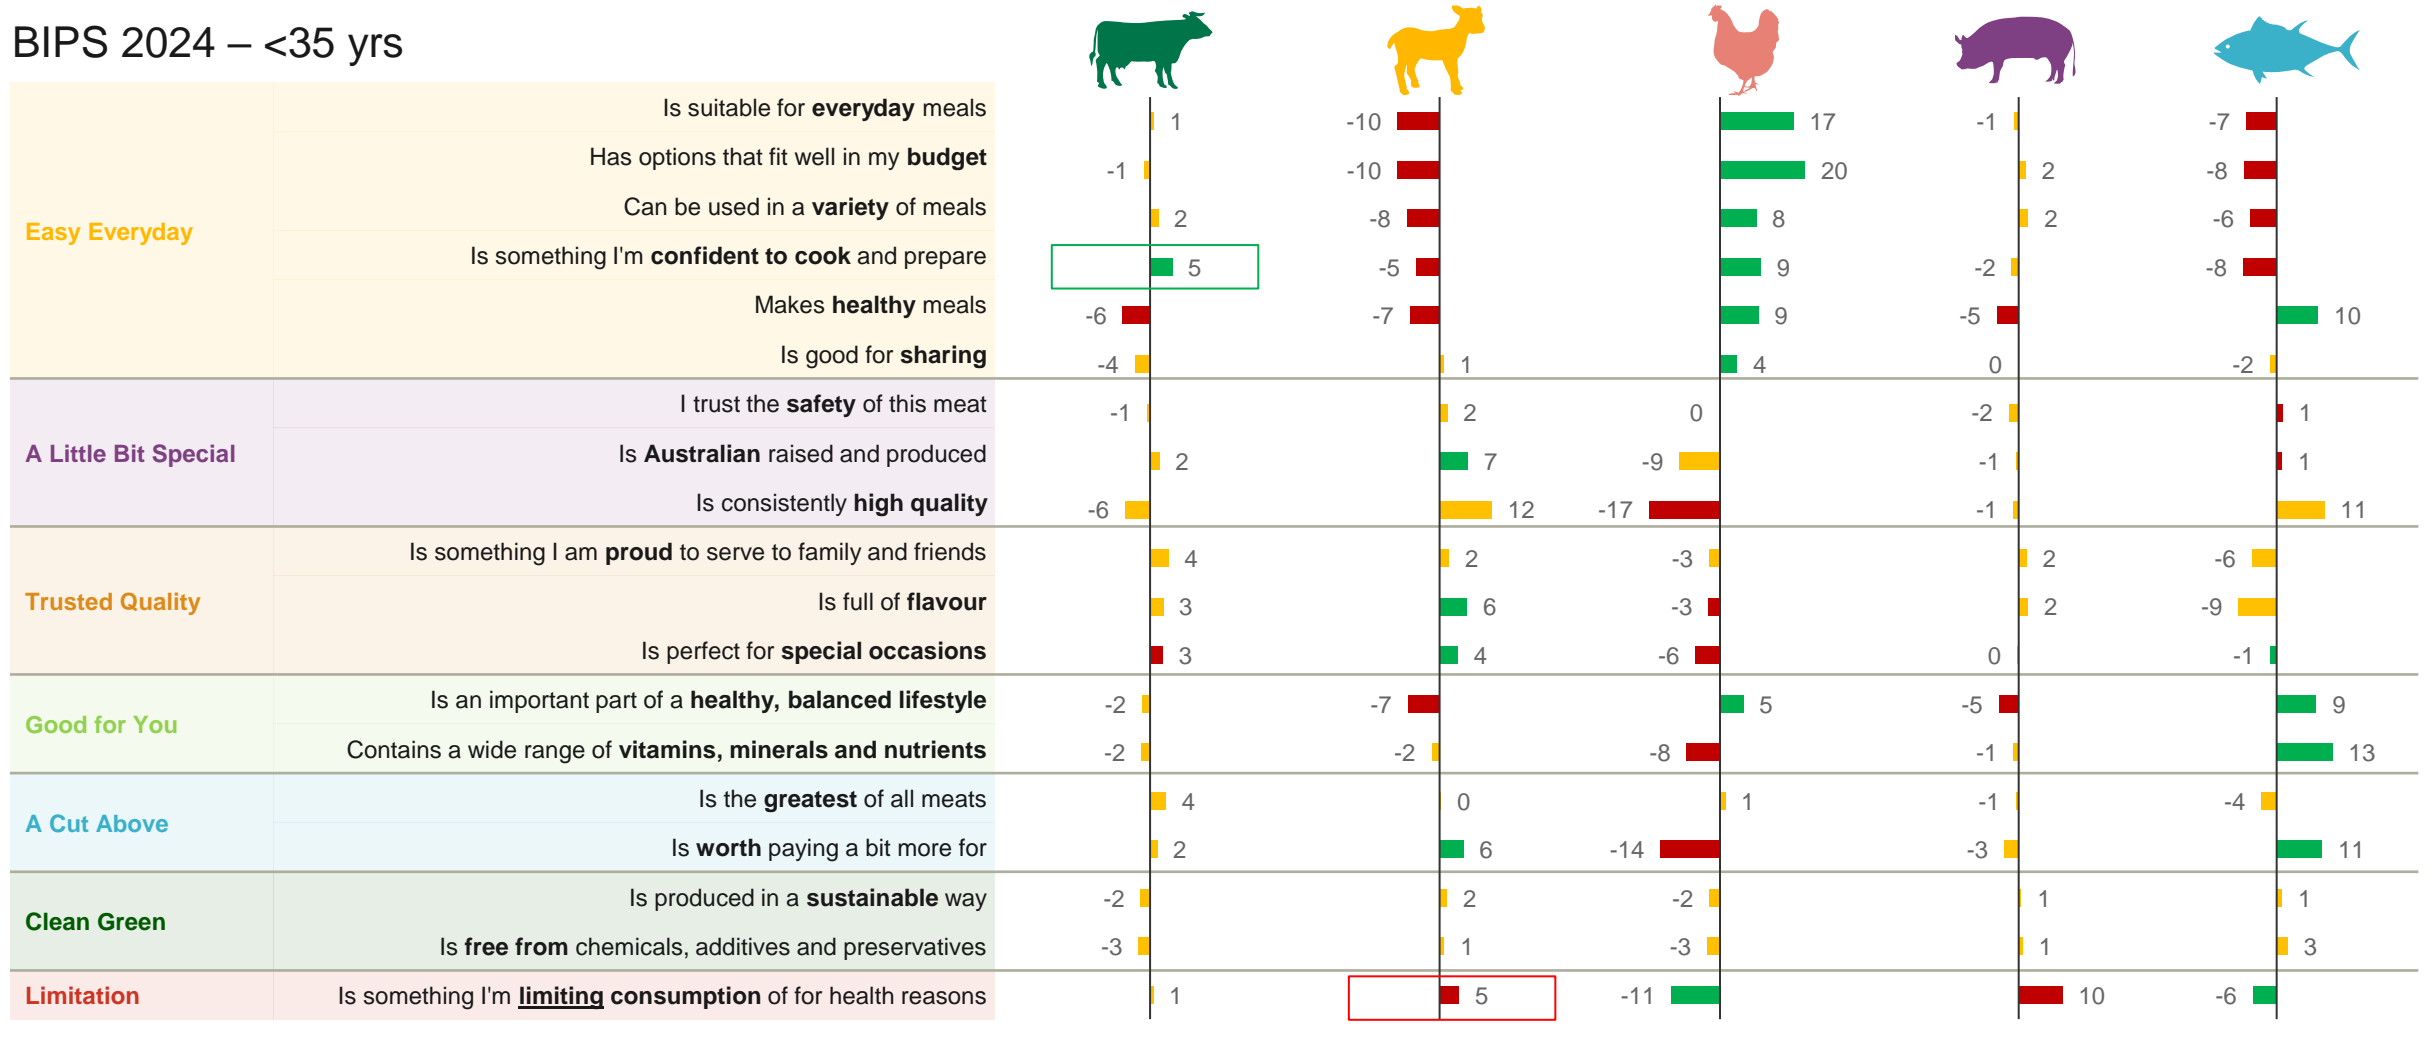 BIPS 2024 – <35 yrs
Easy Everyday
Is suitable for everyday meals 1 -10 17 -1 -7
Has options that fit well in my budget -1 -10 20 2 -8
Can be used in a variety of meals 2 -8 8 2 -6
Is something I'm confident to cook and prepare 5 -5 9 -2 -8
Makes healthy meals -6 -7 9 -5 10
Is good for sharing -4 1 4 0 -2
A Little Bit Special
I trust the safety of this meat -1 2 0 -2 1
Is Australian raised and produced 2 7 -9 -1 1
Is consistently high quality -6 12 -17 -1 11
Trusted Quality
Is something I am proud to serve to family and friends 4 2 -3 2 -6
Is full of flavour 3 6 -3 2 -9
Is perfect for special occasions 3 4 -6 0 -1
Good for You
Is an important part of a healthy, balanced lifestyle -2 -7 5 -5 9
Contains a wide range of vitamins, minerals and nutrients -2 -2 -8 -1 13
A Cut Above
Is the greatest of all meats 4 0 1 -1 -4
Is worth paying a bit more for 2 6 -14 -3 11
Clean Green
Is produced in a sustainable way -2 2 -2 1 1
Is free from chemicals, additives and preservatives -3 1 -3 1 3
Limitation
Is something I'm limiting consumption of for health reasons 1 5 -11 10 -6